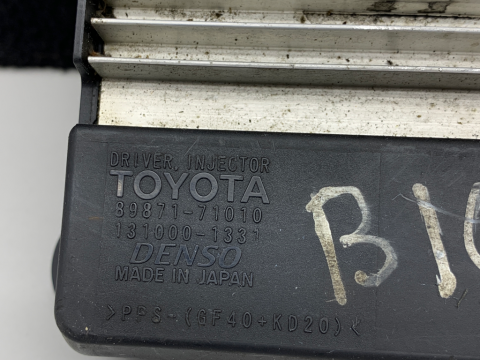 DRIVER, INJECTOR
TOYOTA
89871-71010
131000-1331
DENSO
MADE IN JAPAN
>PPS-(GF40+KD20)<